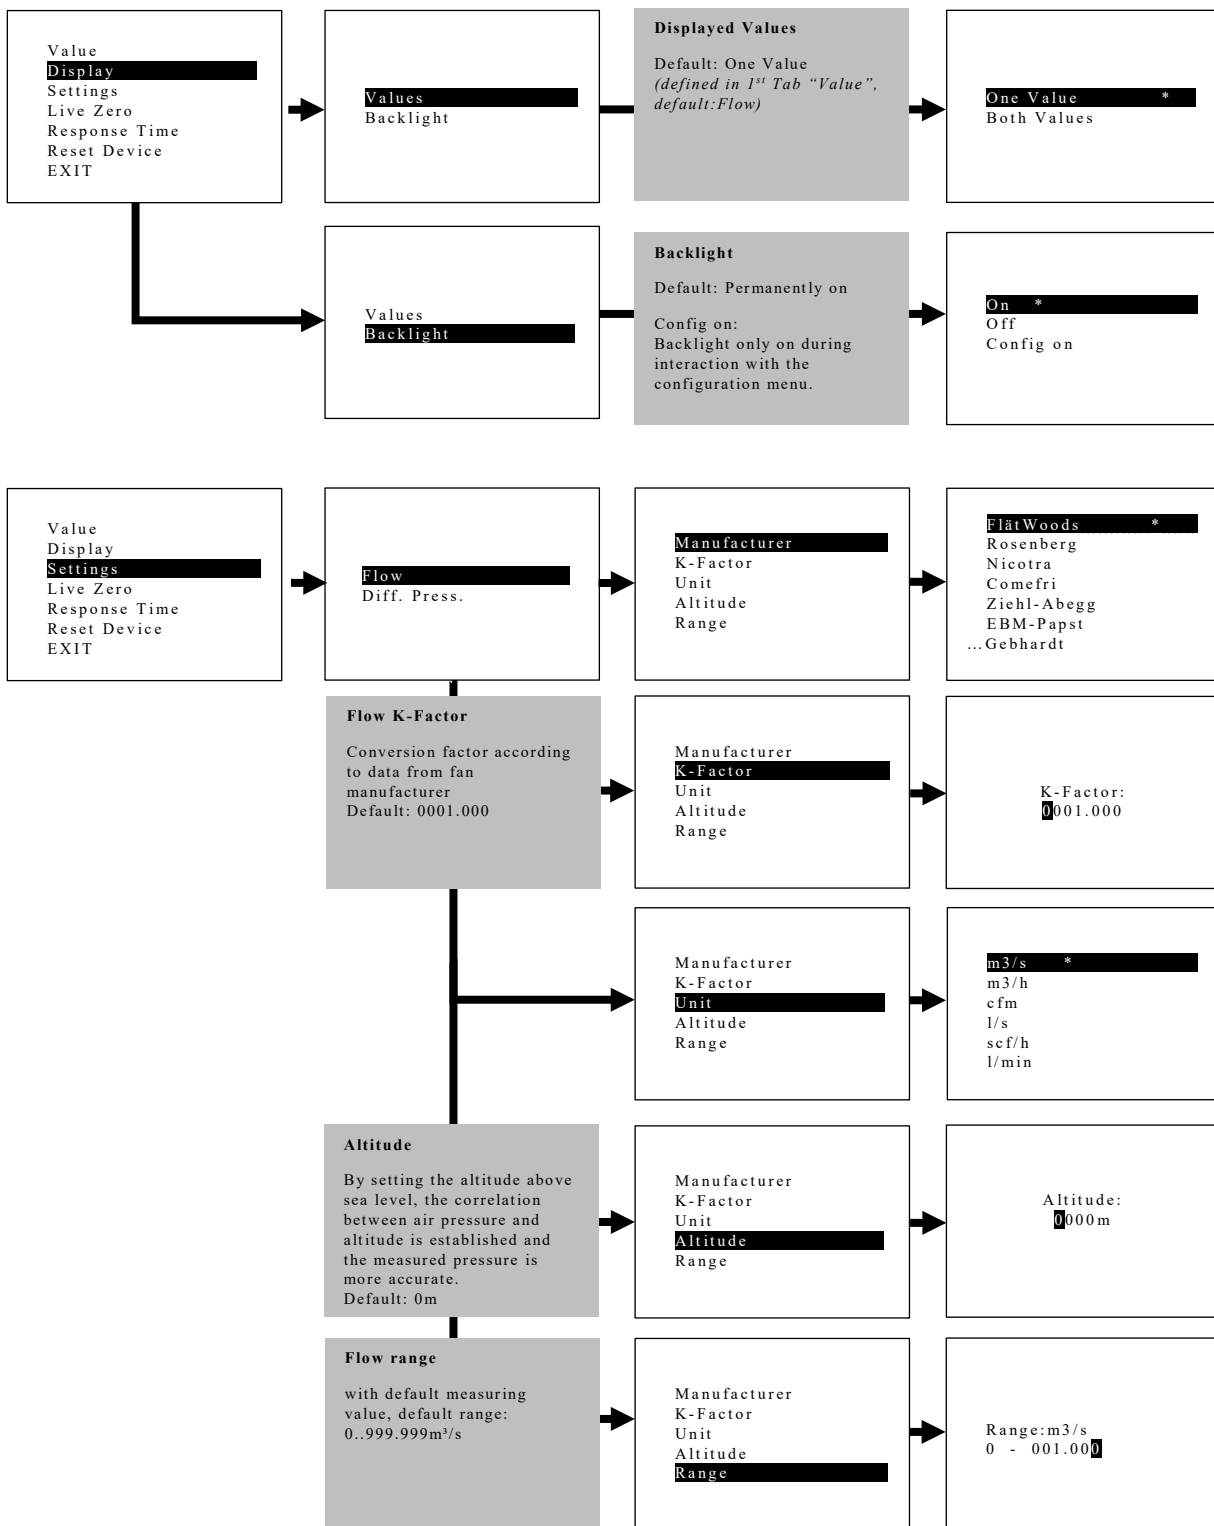 Value
Display
Settings
Live Zero
Response Time
Reset Device
EXIT
Values
Backlight
Displayed Values
Default: One Value
(defined in 1st Tab “Value”,
default:Flow)
One Value *
Both Values
Values
Backlight
Backlight
Default: Permanently on
Config on:
Backlight only on during
interaction with the
configuration menu.
On *
Off
Config on
Value
Display
Settings
Live Zero
Response Time
Reset Device
EXIT
Flow
Diff. Press.
Manufacturer
K-Factor
Unit
Altitude
Range
FlätWoods *
Rosenberg
Nicotra
Comefri
Ziehl-Abegg
EBM-Papst
...Gebhardt
Flow K-Factor
Conversion factor according
to data from fan
manufacturer
Default: 0001.000
Manufacturer
K-Factor
Unit
Altitude
Range
K-Factor:
0001.000
Manufacturer
K-Factor
Unit
Altitude
Range
m3/s *
m3/h
cfm
l/s
scf/h
l/min
Altitude
By setting the altitude above
sea level, the correlation
between air pressure and
altitude is established and
the measured pressure is
more accurate.
Default: 0m
Manufacturer
K-Factor
Unit
Altitude
Range
Altitude:
0000m
Flow range
with default measuring
value, default range:
0..999.999m³/s
Manufacturer
K-Factor
Unit
Altitude
Range
Range:m3/s
0 - 001.000